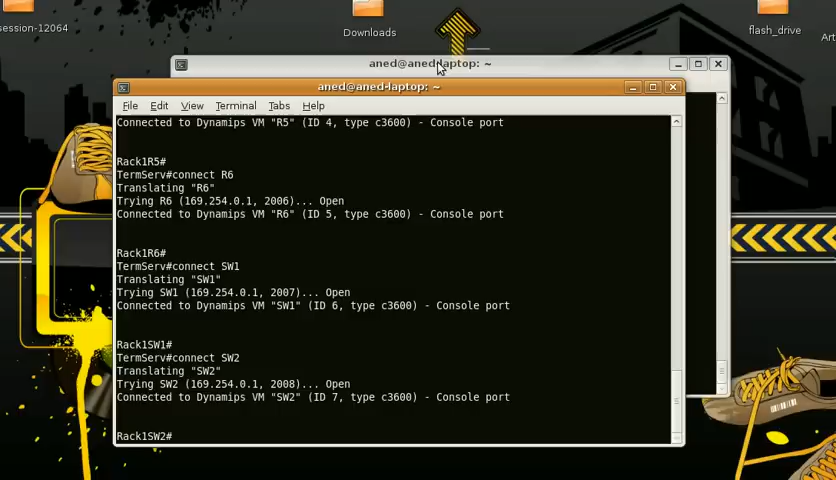 session-12064
Downloads
flash_drive
aned@aned-laptop: ~
aned@aned-laptop: ~
File Edit View Terminal Tabs Help
Connected to Dynamips VM "R5" (ID 4, type c3600) - Console port
Rack1R5#
TermServ#connect R6
Translating "R6"
Trying R6 (169.254.0.1, 2006)... Open
Connected to Dynamips VM "R6" (ID 5, type c3600) - Console port
Rack1R6#
TermServ#connect SW1
Translating "SW1"
Trying SW1 (169.254.0.1, 2007)... Open
Connected to Dynamips VM "SW1" (ID 6, type c3600) - Console port
Rack1SW1#
TermServ#connect SW2
Translating "SW2"
Trying SW2 (169.254.0.1, 2008)... Open
Connected to Dynamips VM "SW2" (ID 7, type c3600) - Console port
Rack1SW2#